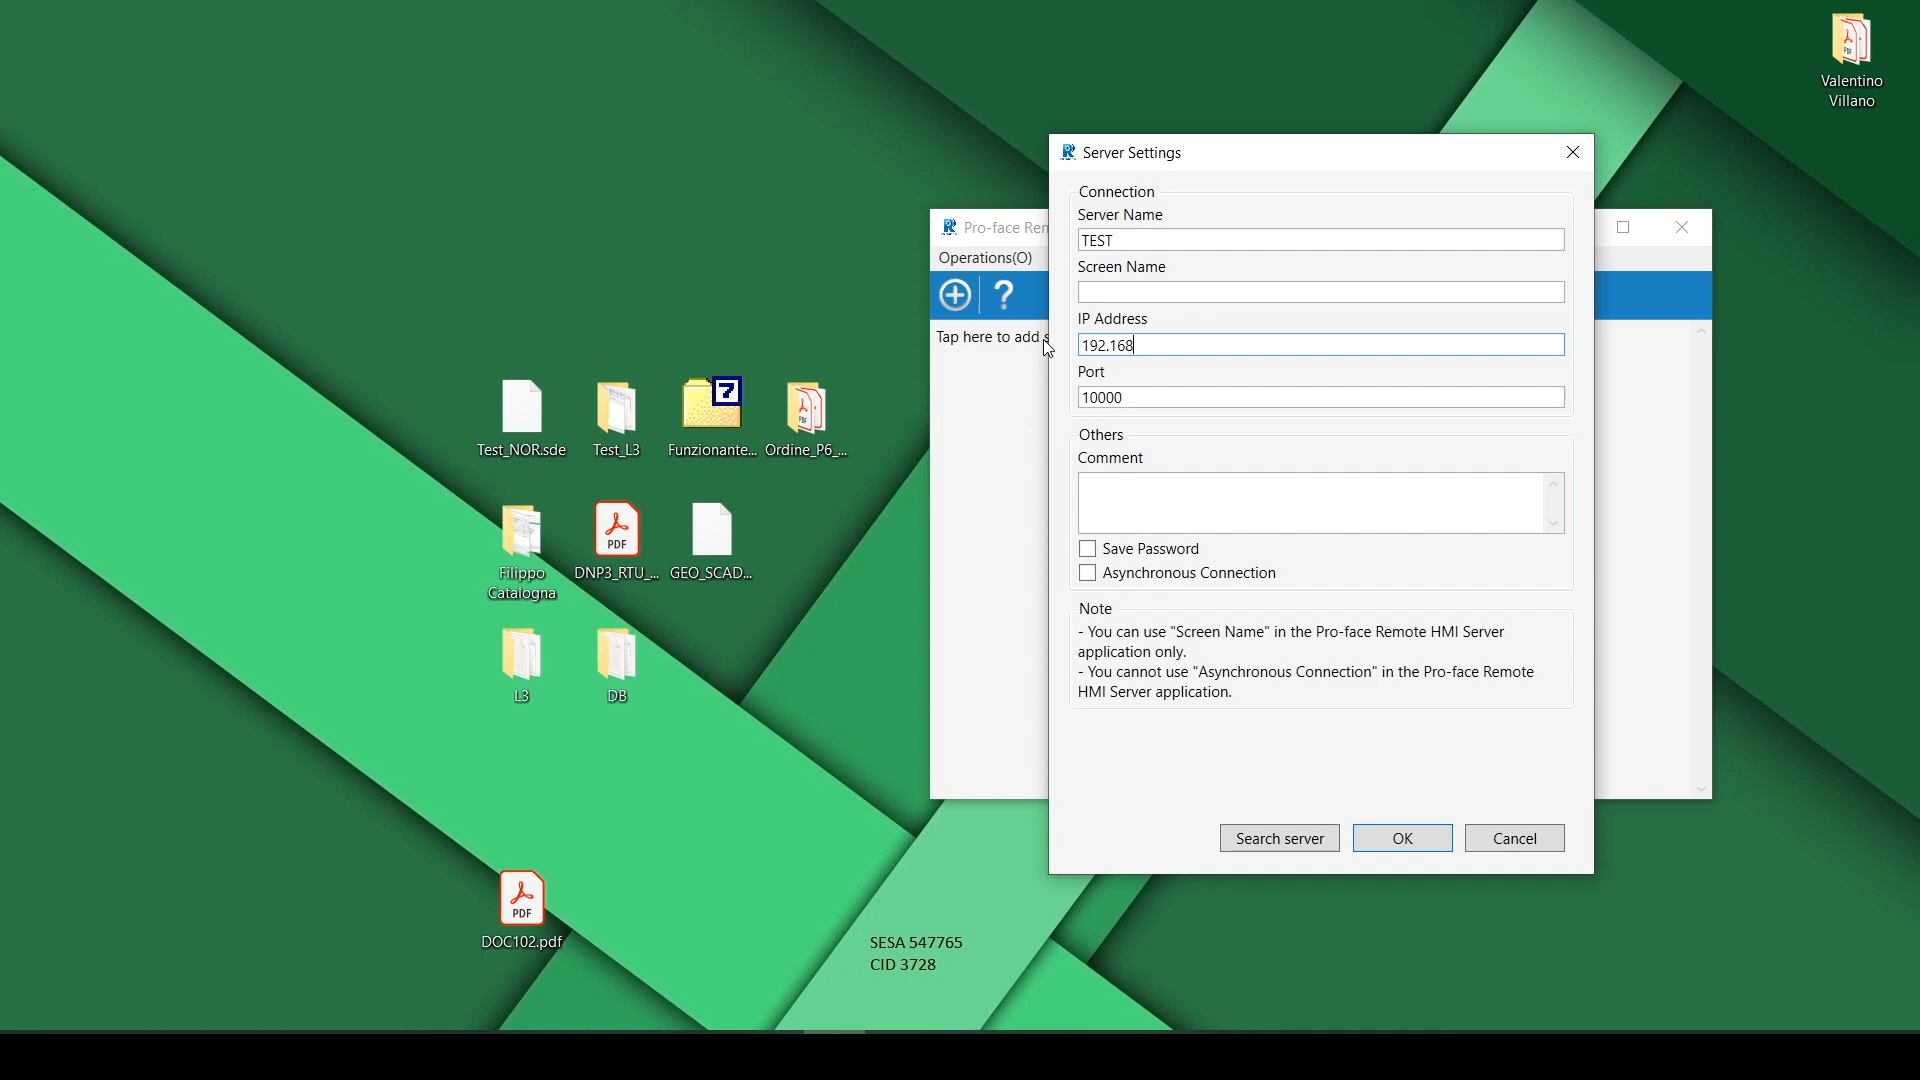 Valentino
Villano
Server Settings
Connection
Server Name
TEST
Screen Name
IP Address
192.168
Port
10000
Others
Comment
Save Password
Asynchronous Connection
Note
- You can use "Screen Name" in the Pro-face Remote HMI Server
application only.
- You cannot use "Asynchronous Connection" in the Pro-face Remote
HMI Server application.
Search server
OK
Cancel
Pro-face Rem
Operations(O)
?
Tap here to add s
Test_NOR.sde
Test_L3
7
Funzionante...
PDF
Ordine_P6_...
Filippo
Catalogna
PDF
DNP3_RTU_...
GEO_SCAD...
L3
DB
PDF
DOC102.pdf
SESA 547765
CID 3728